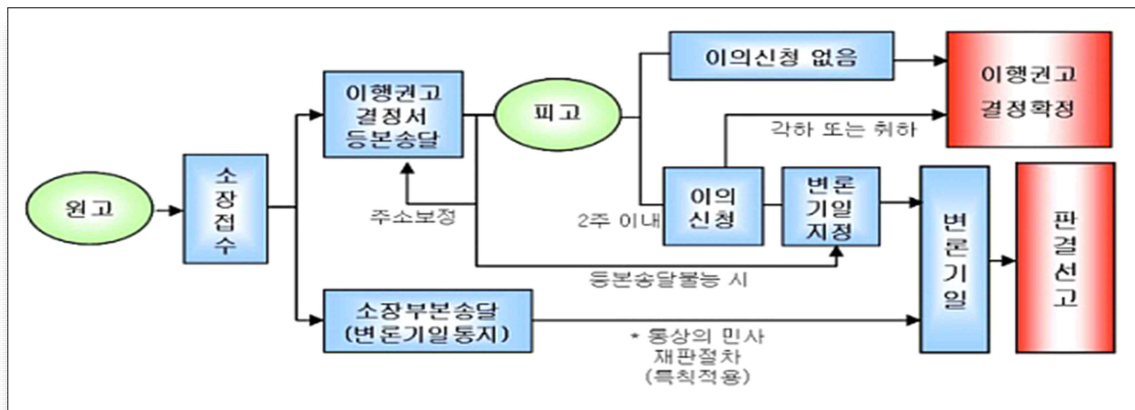 원고
소
장
접
수
이행권고
결정서
등본송달
주소보정
피고
이의신청 없음
이행권고
결정확정
각하 또는 취하
2주 이내
이의
신청
변론
기일
지정
등본송달불능 시
소장부본송달
(변론기일통지)
* 통상의 민사
재판절차
(특칙적용)
변
론
기
일
판
결
선
고